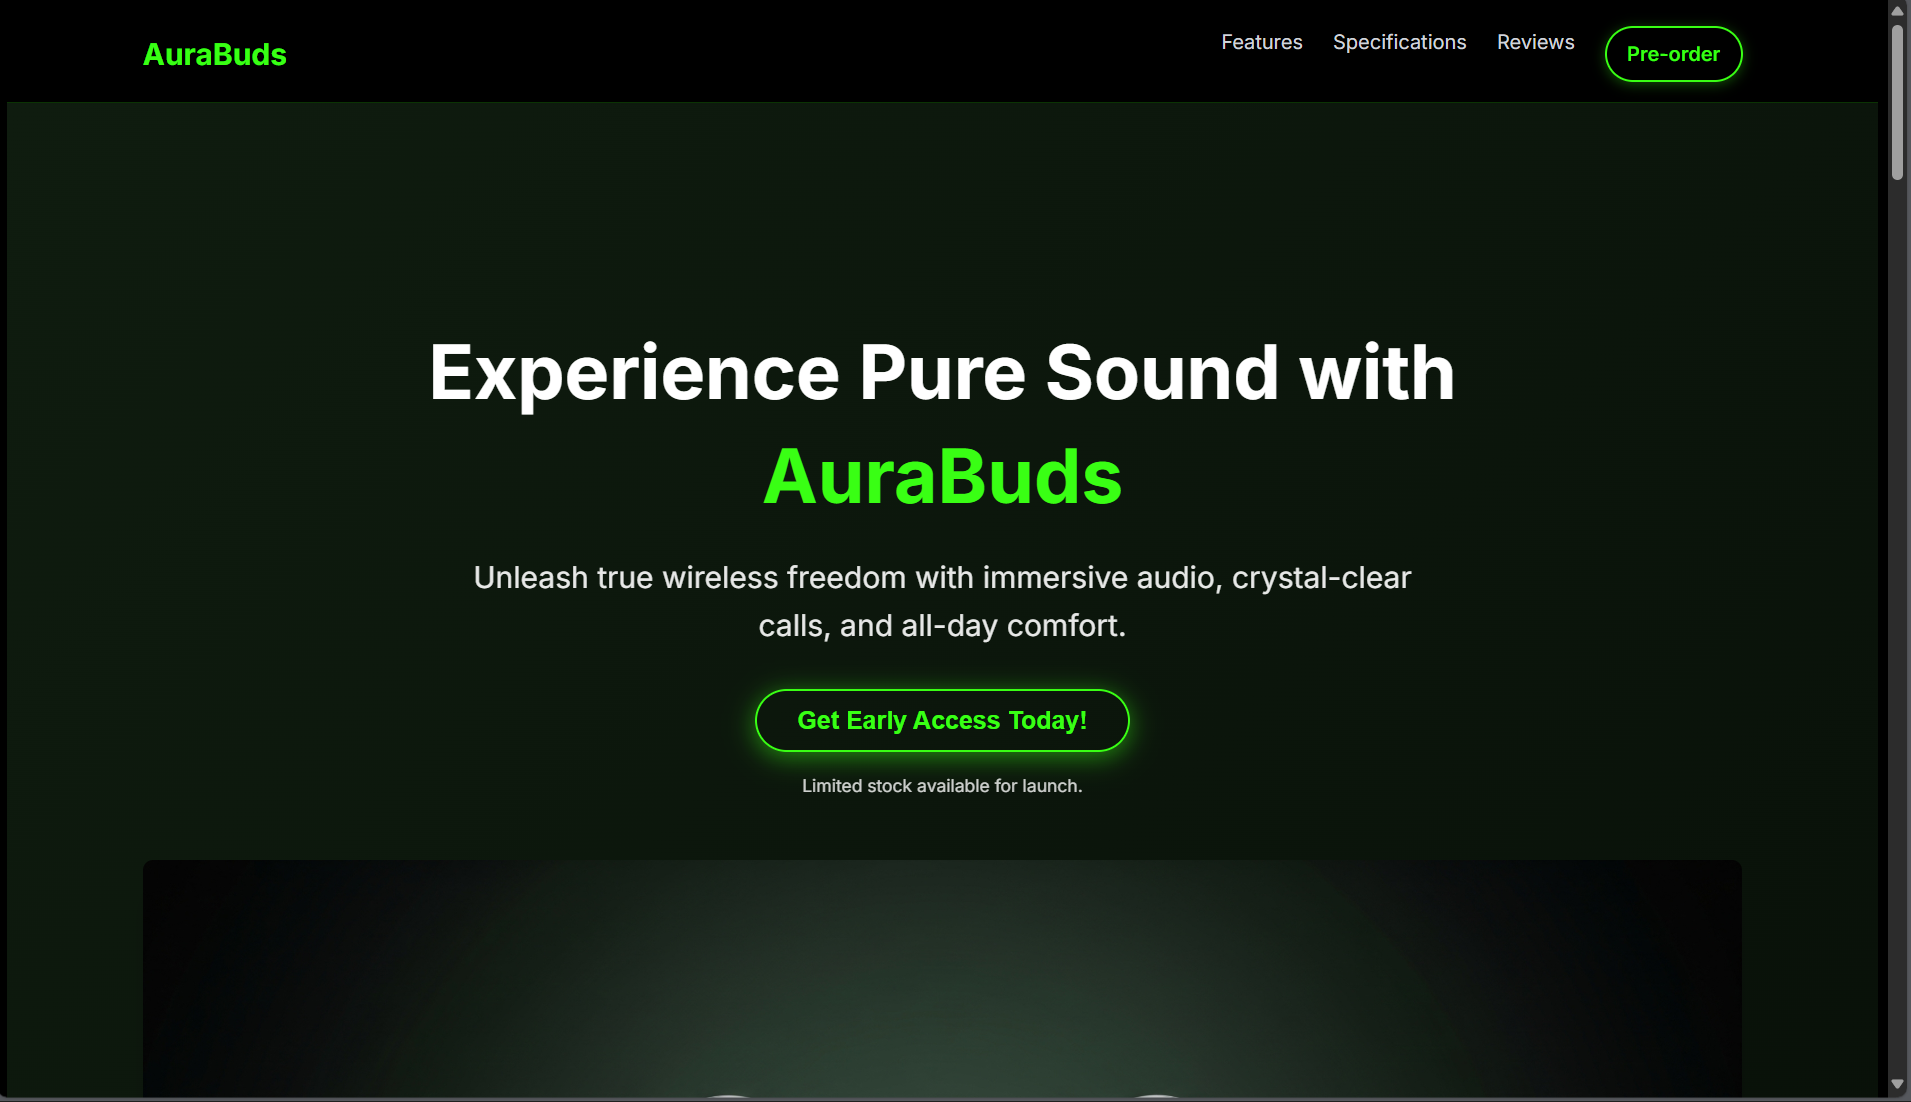 AuraBuds
Features
Specifications
Reviews
Pre-order
Experience Pure Sound with
AuraBuds
Unleash true wireless freedom with immersive audio, crystal-clear
calls, and all-day comfort.
Get Early Access Today!
Limited stock available for launch.